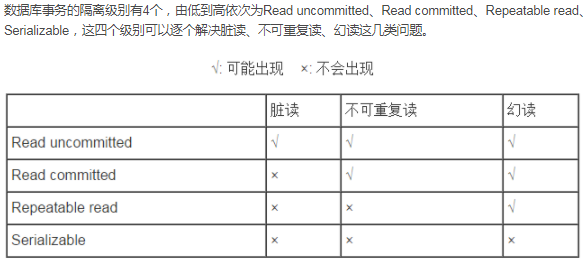 数据库事务的隔离级别有4个，由低到高依次为Read uncommitted、Read committed、Repeatable read、
Serializable，这四个级别可以逐个解决脏读、不可重复读、幻读这几类问题。
√: 可能出现 ×: 不会出现
脏读 不可重复读 幻读
Read uncommitted √ √ √
Read committed × √ √
Repeatable read × × √
Serializable × × ×